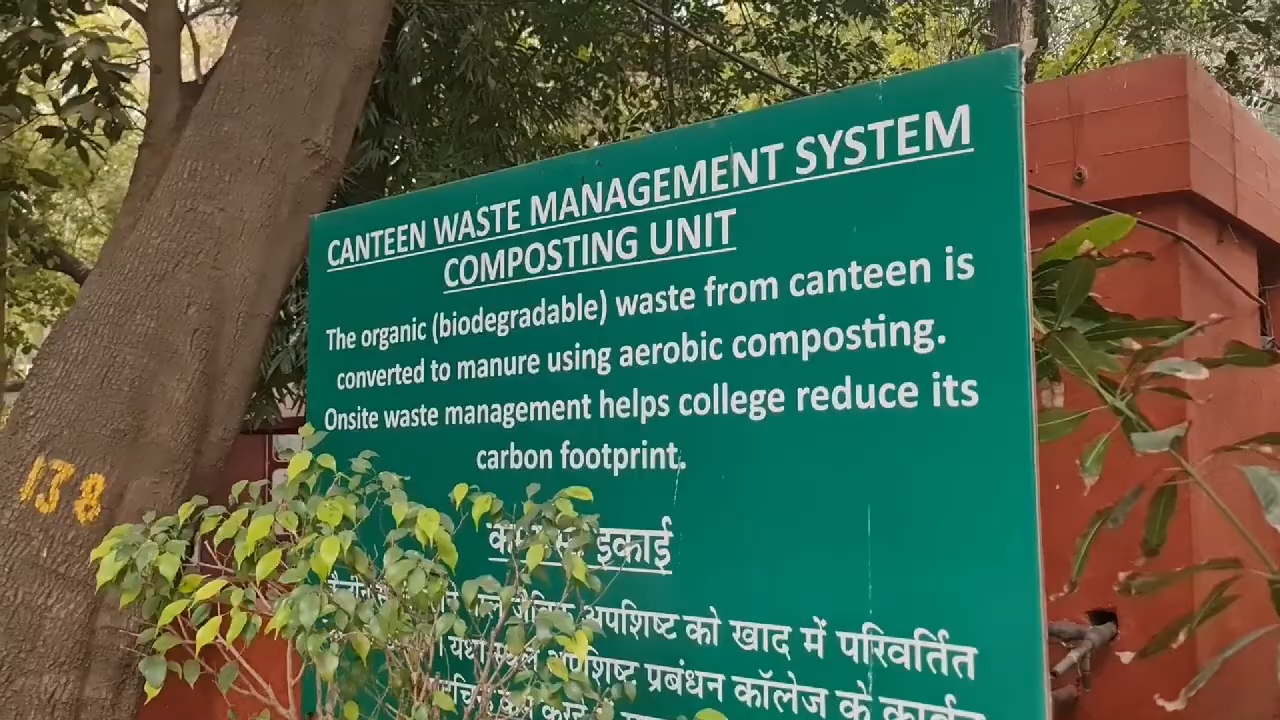 CANTEEN WASTE MANAGEMENT SYSTEM
COMPOSTING UNIT
The organic (biodegradable) waste from canteen is
converted to manure using aerobic composting.
Onsite waste management helps college reduce its
carbon footprint.
इकाई
अपशिष्ट को खाद में परिवर्तित
अपशिष्ट प्रबंधन कॉलेज के कार्बन
138